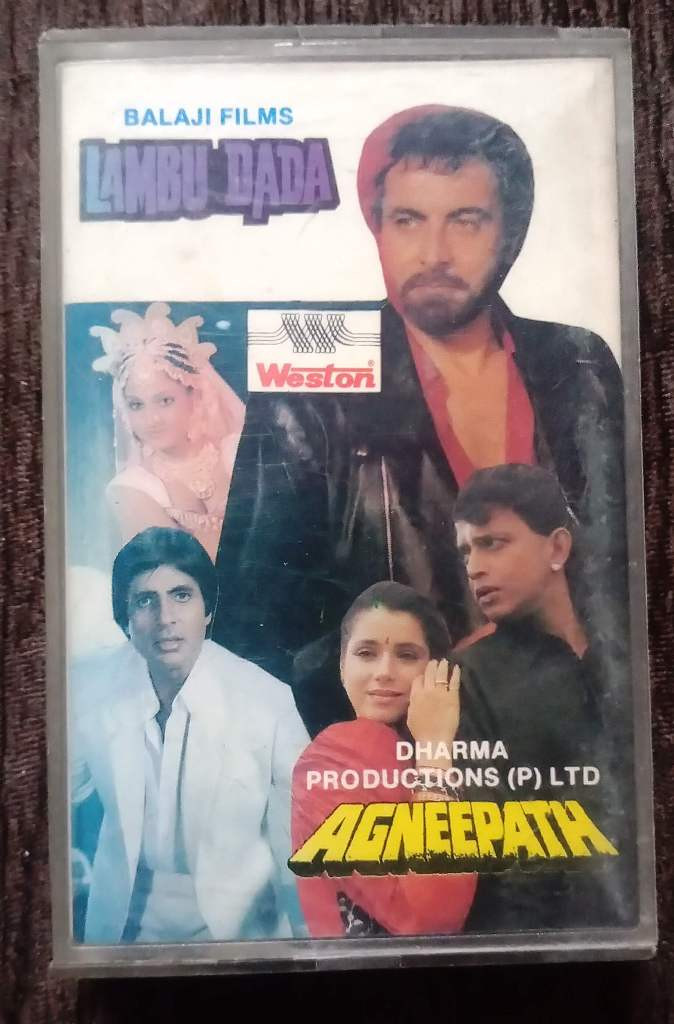 BALAJI FILMS
LAMBU DADA
Weston®
DHARMA
PRODUCTIONS (P) LTD
AGNEEPATH